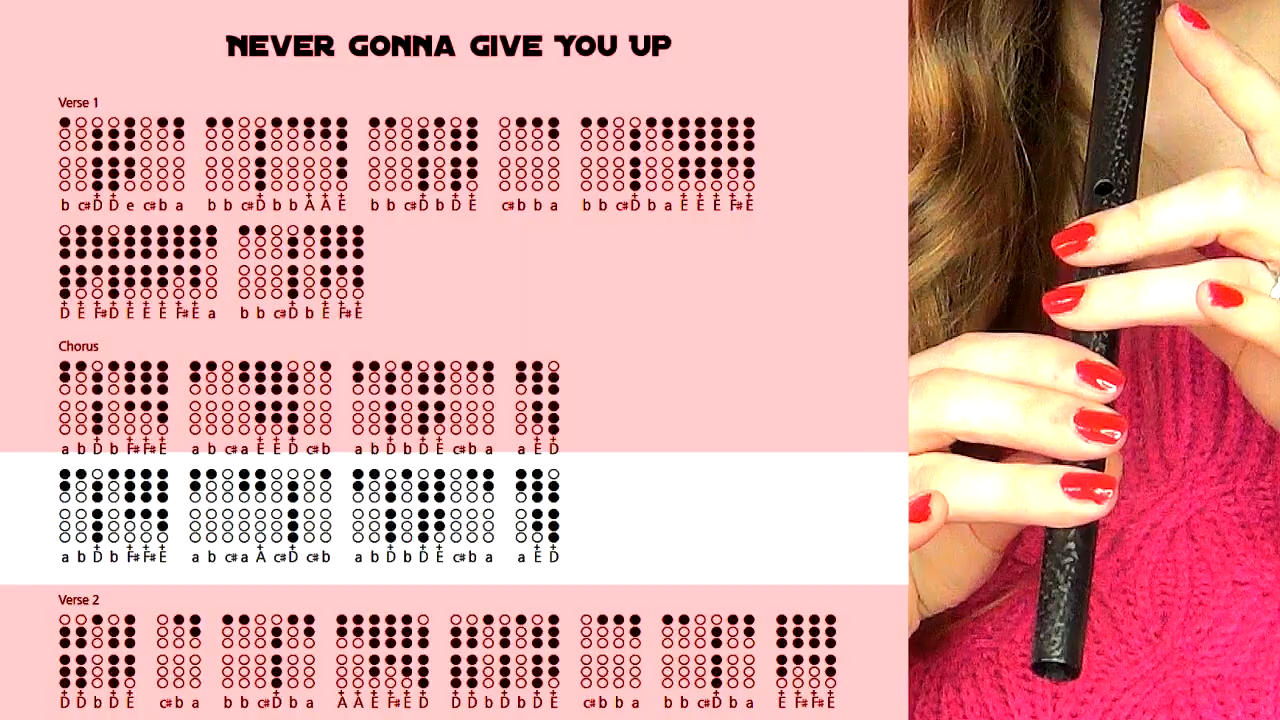 NEVER GONNA GIVE YOU UP
Verse 1
b c# D D e c# b a b b c# D b b A A E b b c# D b D E c# b b a b b c# D b a E E E F# E
D E F# D E E E F# E a b b c# D b E F# E
Chorus
a b D b F# F# E a b c# a E E D c# b a b D b D E c# b a a E D
a b D b F# F# E a b c# a A c# D c# b a b D b D E c# b a a E D
Verse 2
D D b D E c# b a b b c# D b a A A E F# E D D D b D b D E c# b b a b b c# D b a E F# F# E